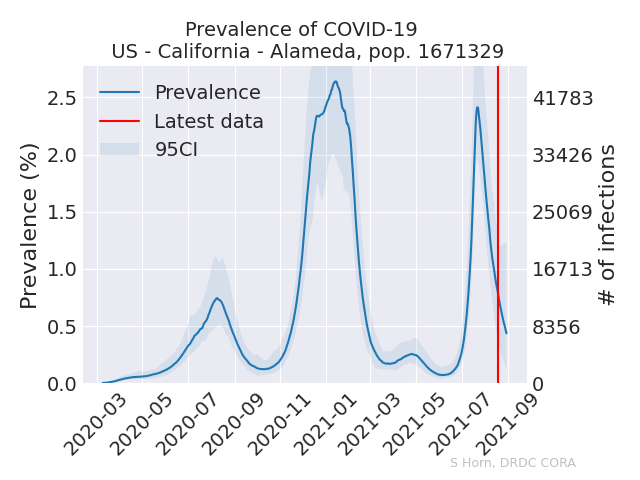 Prevalence of COVID-19
US - California - Alameda, pop. 1671329
Prevalence
Latest data
95CI
Prevalence (%)
2.5
2.0
1.5
1.0
0.5
0.0
41783
33426
25069
16713
8356
0
# of infections
2020-03
2020-05
2020-07
2020-09
2020-11
2021-01
2021-03
2021-05
2021-07
2021-09
S Horn, DRDC CORA